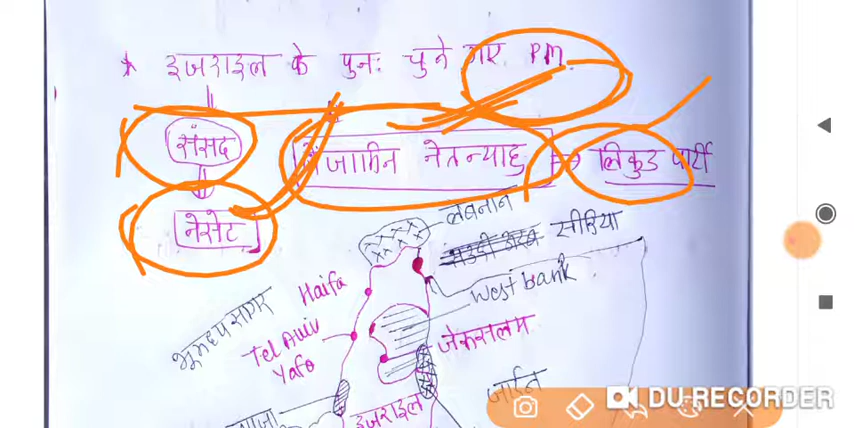 * इजराइल के पुनः चुने गए PM.
संसद
बेंजामिन नेतन्याहु → लिकुड पार्टी
नेसेट
लेबनान
सीरिया
Haifa
West bank
भूमध्य सागर
Tel Aviv
Yafo
जेरुसलम
जार्डन
गाजा
इजराइल
DU RECORDER